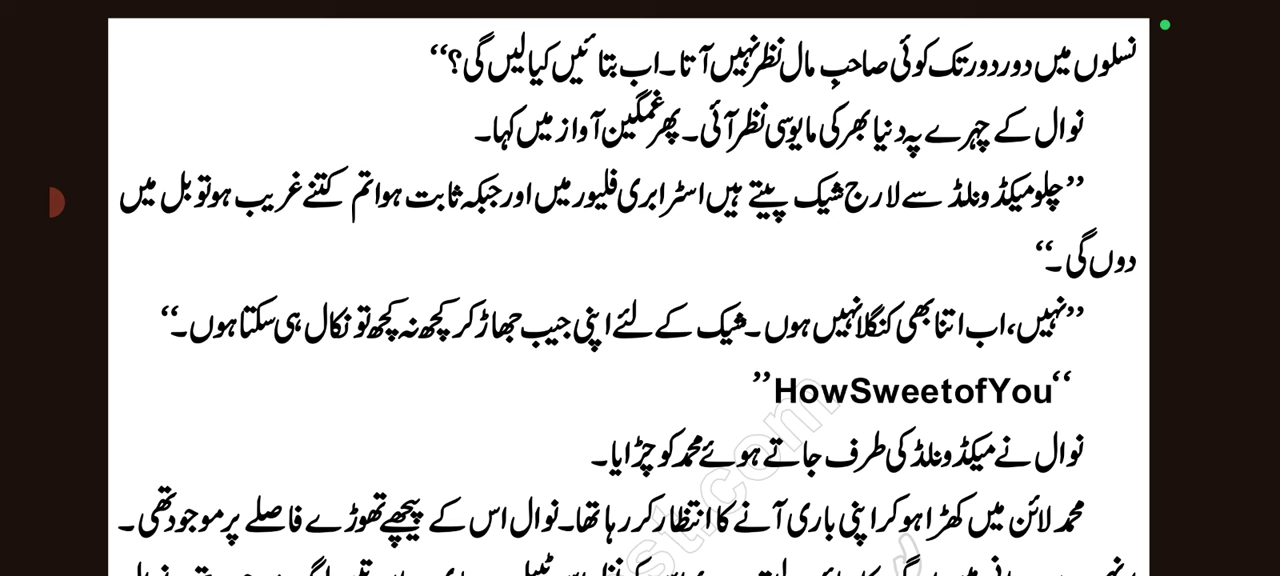 نسلوں میں دور دور تک کوئی صاحبِ مال نظر نہیں آتا۔ اب بتائیں کیا لیں گی؟‘‘
نوال کے چہرے پہ دنیا بھر کی مایوسی نظر آئی۔ پھر غمگین آواز میں کہا۔
’’چلو میکڈونلڈ سے لارج شیک پیتے ہیں اسٹرابری فلیور میں اور جبکہ ثابت ہوا تم کتنے غریب ہو تو بل میں
دوں گی۔‘‘
’’نہیں، اب اتنا بھی کنگلا نہیں ہوں۔ شیک کے لئے اپنی جیب جھاڑ کر کچھ نہ کچھ تو نکال ہی سکتا ہوں۔‘‘
‘‘HowSweetofYou’’
نوال نے میکڈونلڈ کی طرف جاتے ہوئے محمد کو چڑایا۔
محمد لائن میں کھڑا ہو کر اپنی باری آنے کا انتظار کر رہا تھا۔ نوال اس کے پیچھے تھوڑے فاصلے پر موجود تھی۔